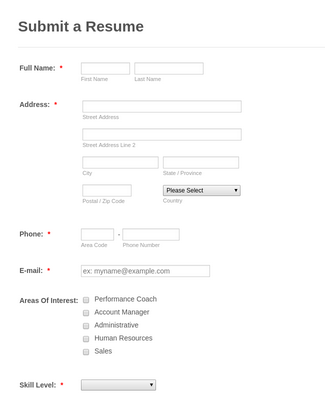 Submit a Resume
Full Name: *
First Name Last Name
Address: *
Street Address
Street Address Line 2
City State / Province
Please Select
Postal / Zip Code Country
Phone: * -
Area Code Phone Number
E-mail: * ex: myname@example.com
Areas Of Interest: Performance Coach
Account Manager
Administrative
Human Resources
Sales
Skill Level: *